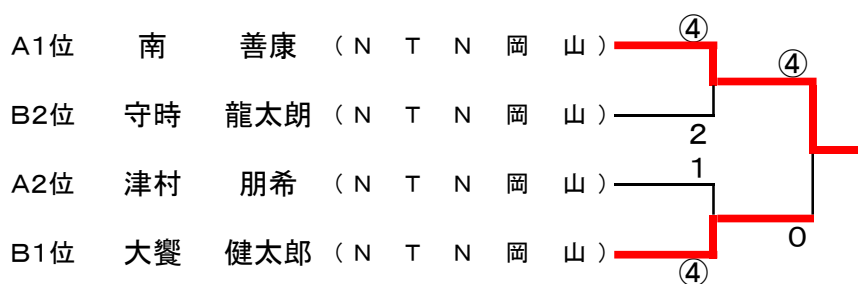 A1位 南 善康 (NTN岡山) ④ ④
B2位 守時 龍太朗 (NTN岡山) 2
A2位 津村 朋希 (NTN岡山) 1
B1位 大饗 健太郎 (NTN岡山) ④ 0